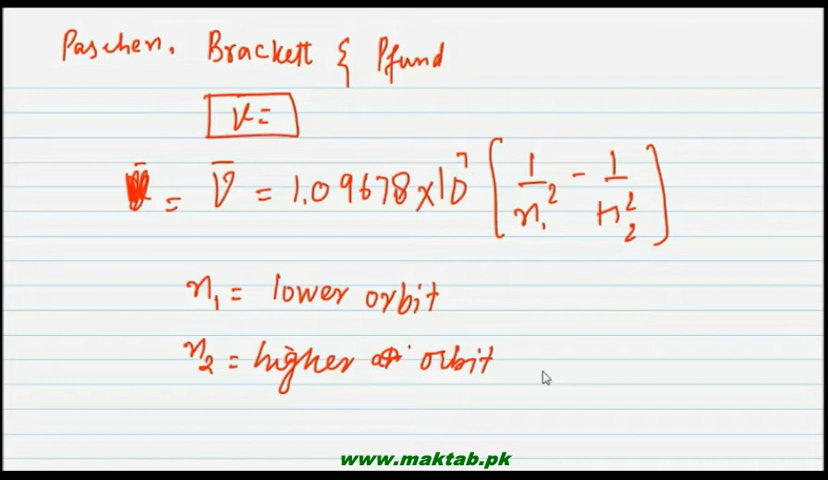 Paschen, Brackett & Pfund
ν=
= ν̄ = 1.09678×10⁷ [1/n₁² - 1/n₂²]
n₁ = lower orbit
n₂ = higher orbit
www.maktab.pk